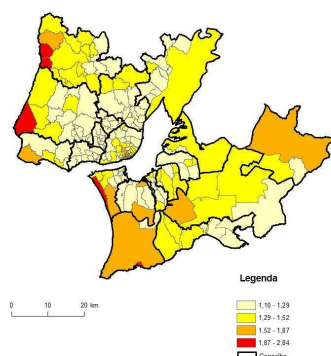 Legenda
1,10 - 1,29
1,29 - 1,52
1,52 - 1,87
1,87 - 2,84
Concelho
0 10 20 km